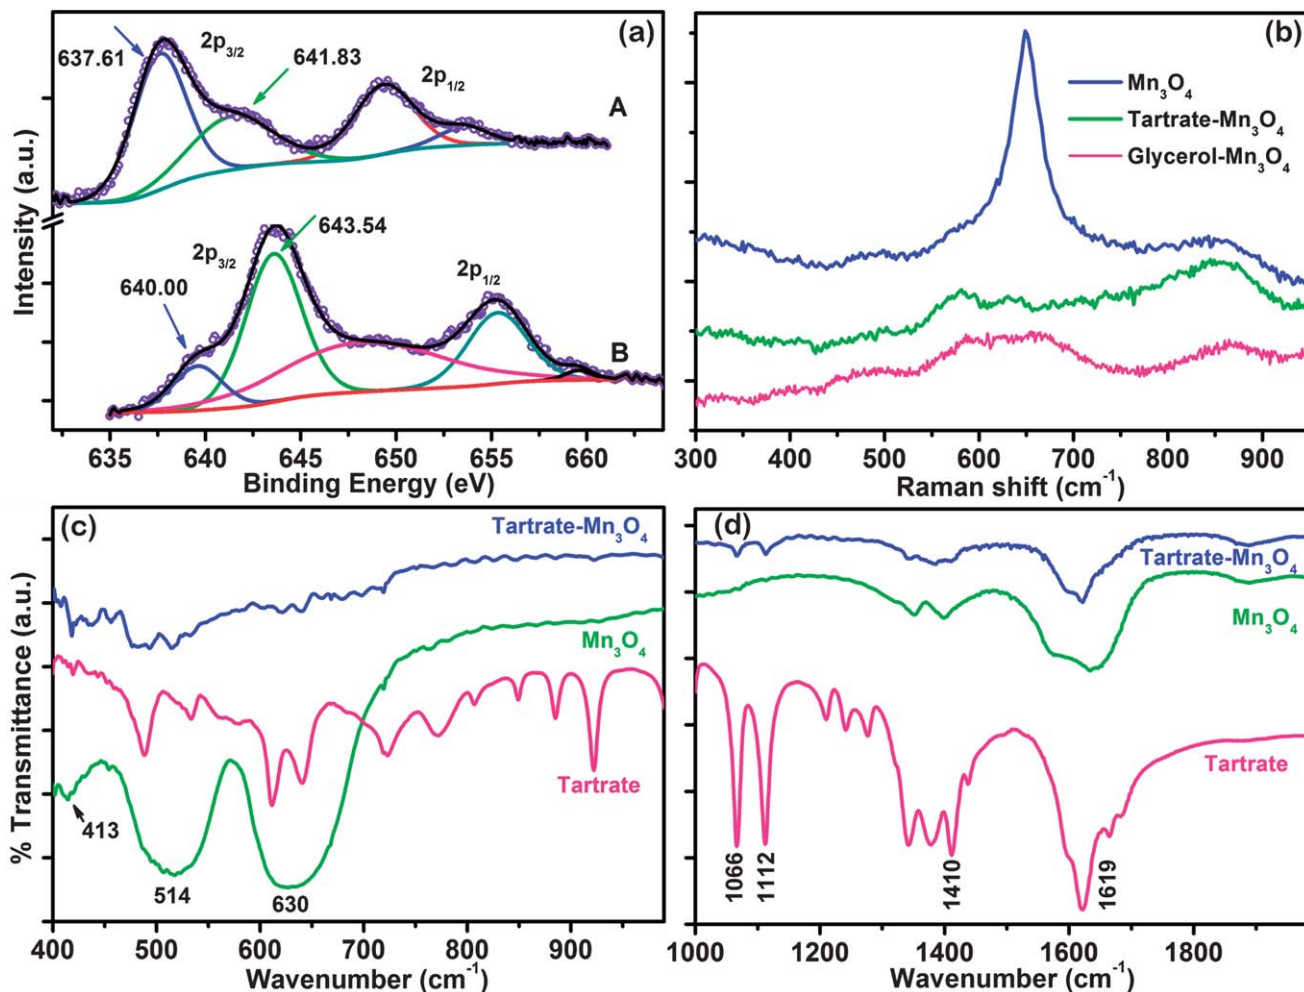 (a)
637.61
2p3/2
641.83
2p1/2
A
643.54
2p3/2
2p1/2
640.00
B
Intensity (a.u.)
635 640 645 650 655 660
Binding Energy (eV)
(b)
Mn3O4
Tartrate-Mn3O4
Glycerol-Mn3O4
300 400 500 600 700 800 900
Raman shift (cm-1)
(c)
Tartrate-Mn3O4
Mn3O4
Tartrate
413
514
630
% Transmittance (a.u.)
400 500 600 700 800 900
Wavenumber (cm-1)
(d)
Tartrate-Mn3O4
Mn3O4
Tartrate
1066
1112
1410
1619
1000 1200 1400 1600 1800
Wavenumber (cm-1)